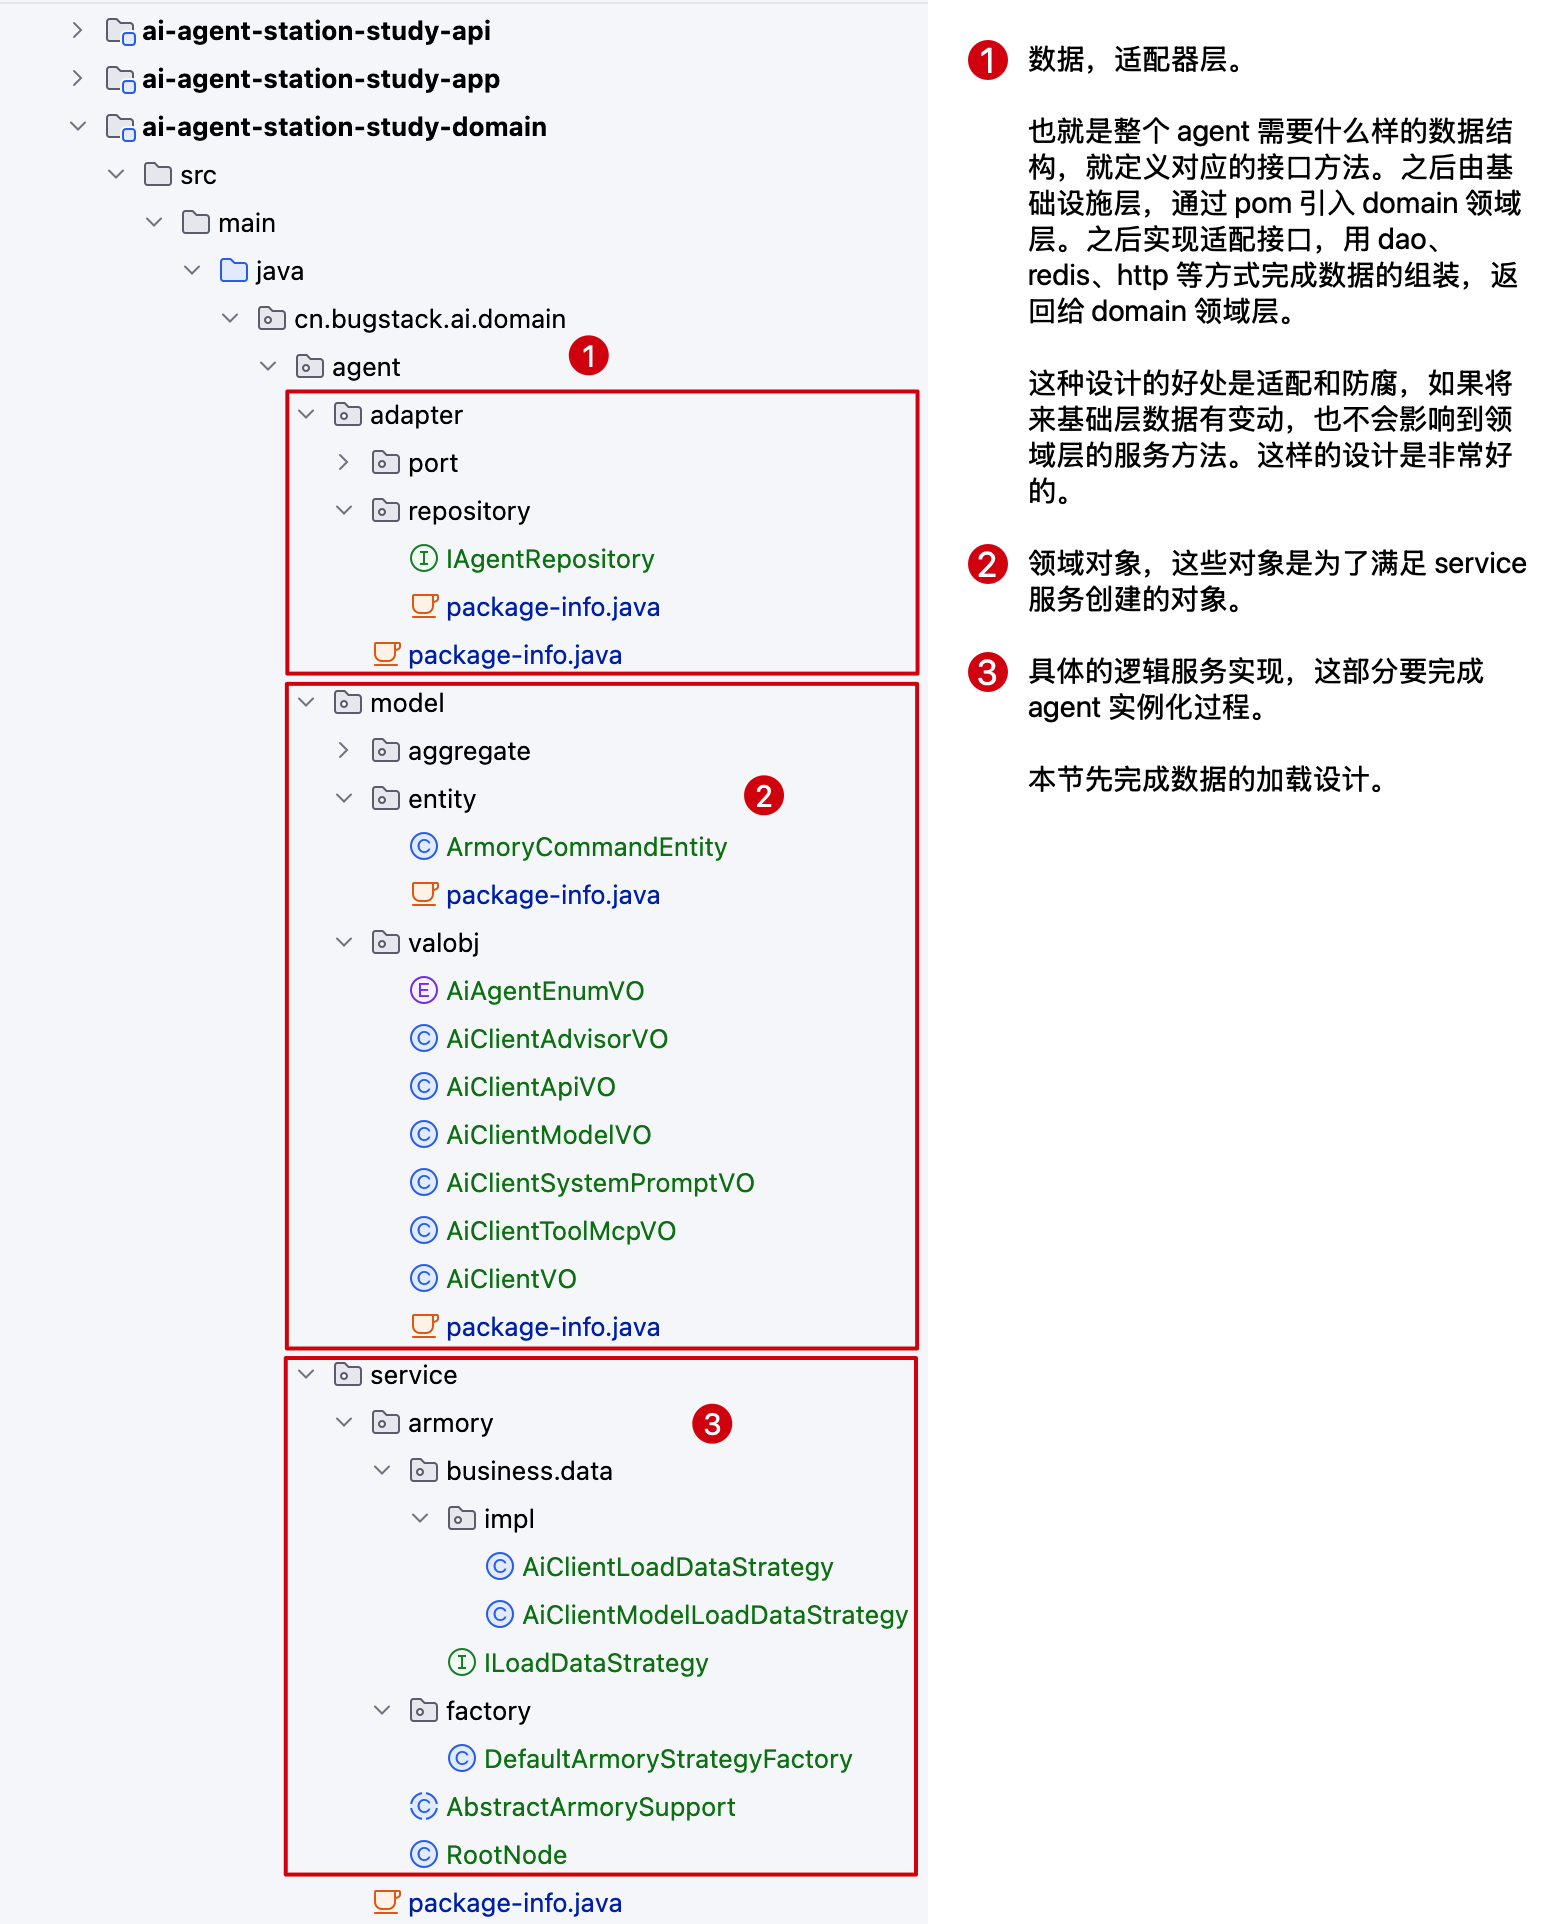 ai-agent-station-study-api
ai-agent-station-study-app
ai-agent-station-study-domain
src
main
java
cn.bugstack.ai.domain
agent
1
adapter
port
repository
IAgentRepository
package-info.java
package-info.java
model
aggregate
entity
2
ArmoryCommandEntity
package-info.java
valobj
AiAgentEnumVO
AiClientAdvisorVO
AiClientApiVO
AiClientModelVO
AiClientSystemPromptVO
AiClientToolMcpVO
AiClientVO
package-info.java
service
armory
3
business.data
impl
AiClientLoadDataStrategy
AiClientModelLoadDataStrategy
ILoadDataStrategy
factory
DefaultArmoryStrategyFactory
AbstractArmorySupport
RootNode
package-info.java
1 数据，适配器层。
也就是整个 agent 需要什么样的数据结
构，就定义对应的接口方法。之后由基
础设施层，通过 pom 引入 domain 领域
层。之后实现适配接口，用 dao、
redis、http 等方式完成数据的组装，返
回给 domain 领域层。
这种设计的好处是适配和防腐，如果将
来基础层数据有变动，也不会影响到领
域层的服务方法。这样的设计是非常好
的。
2 领域对象，这些对象是为了满足 service
服务创建的对象。
3 具体的逻辑服务实现，这部分要完成
agent 实例化过程。
本节先完成数据的加载设计。